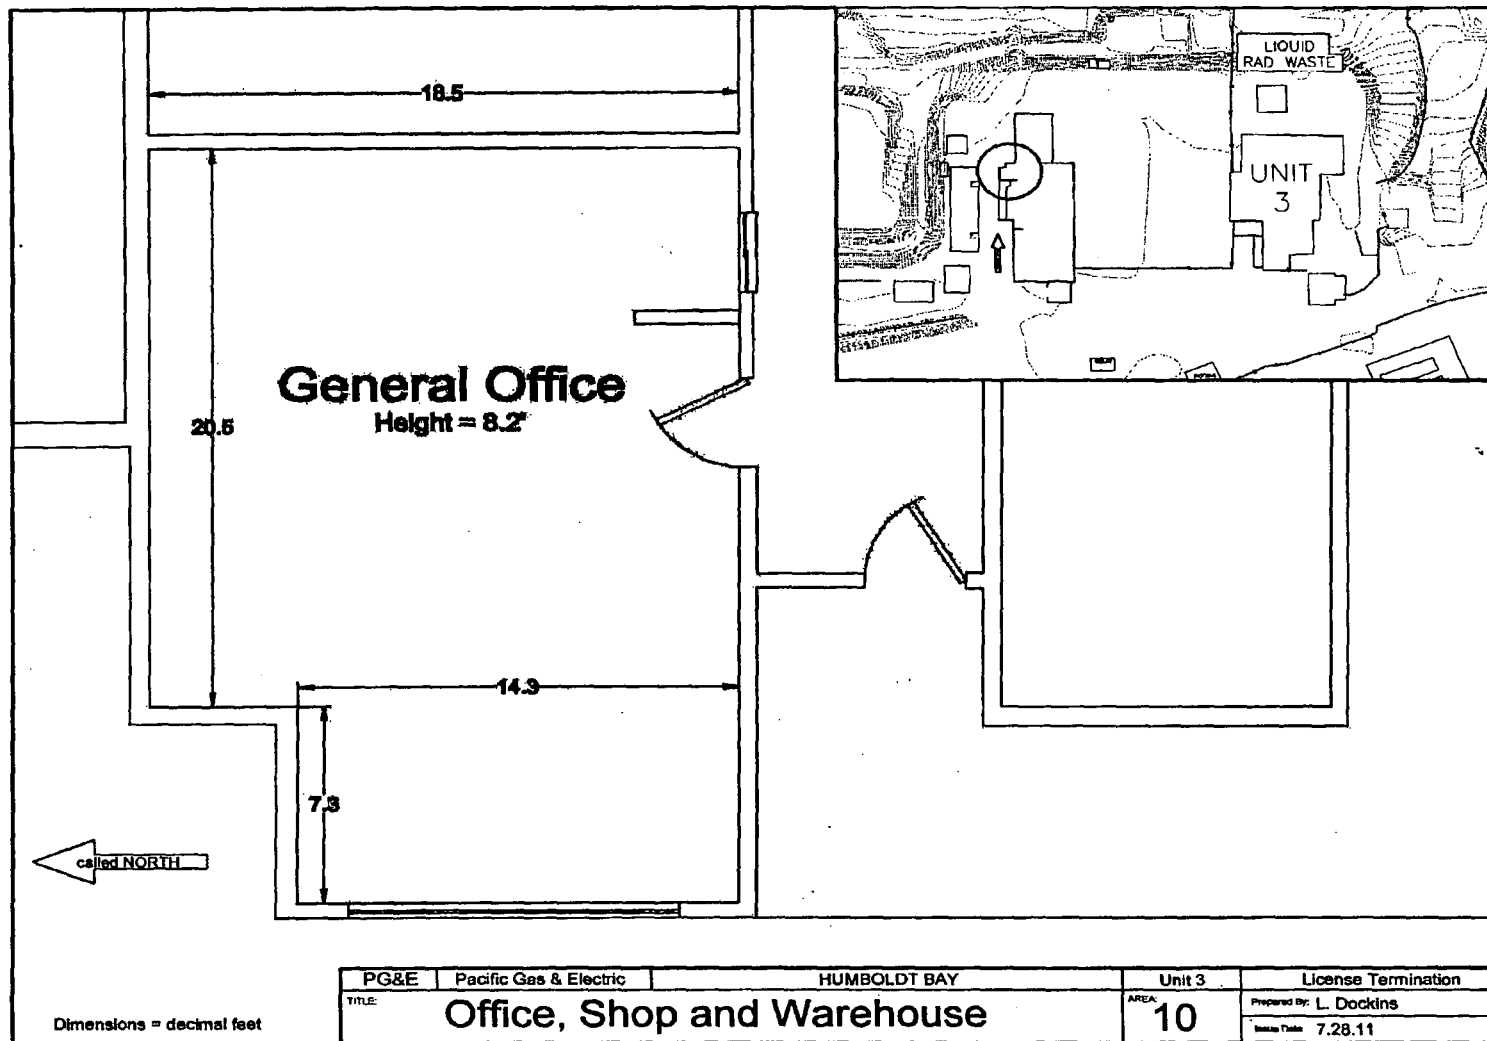 18.5
LIQUID
RAD WASTE
UNIT
3
General Office
Height = 8.2'
20.5
14.9
7.3
called NORTH
PG&E Pacific Gas & Electric HUMBOLDT BAY Unit 3 License Termination
TITLE: Office, Shop and Warehouse AREA: 10 Prepared By: L. Dockins
Issue Date: 7.28.11
Dimensions = decimal feet